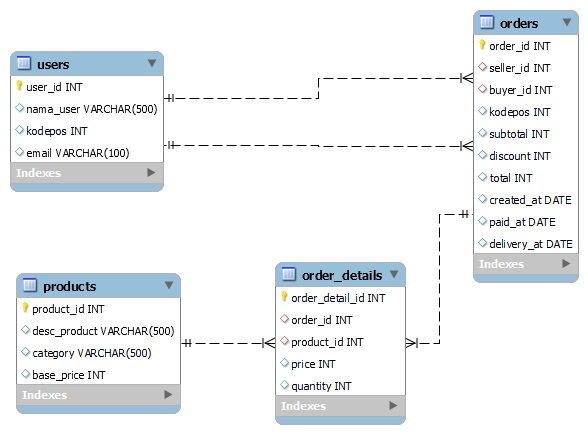 users
user_id INT
nama_user VARCHAR(500)
kodepos INT
email VARCHAR(100)
Indexes
orders
order_id INT
seller_id INT
buyer_id INT
kodepos INT
subtotal INT
discount INT
total INT
created_at DATE
paid_at DATE
delivery_at DATE
Indexes
products
product_id INT
desc_product VARCHAR(500)
category VARCHAR(500)
base_price INT
Indexes
order_details
order_detail_id INT
order_id INT
product_id INT
price INT
quantity INT
Indexes